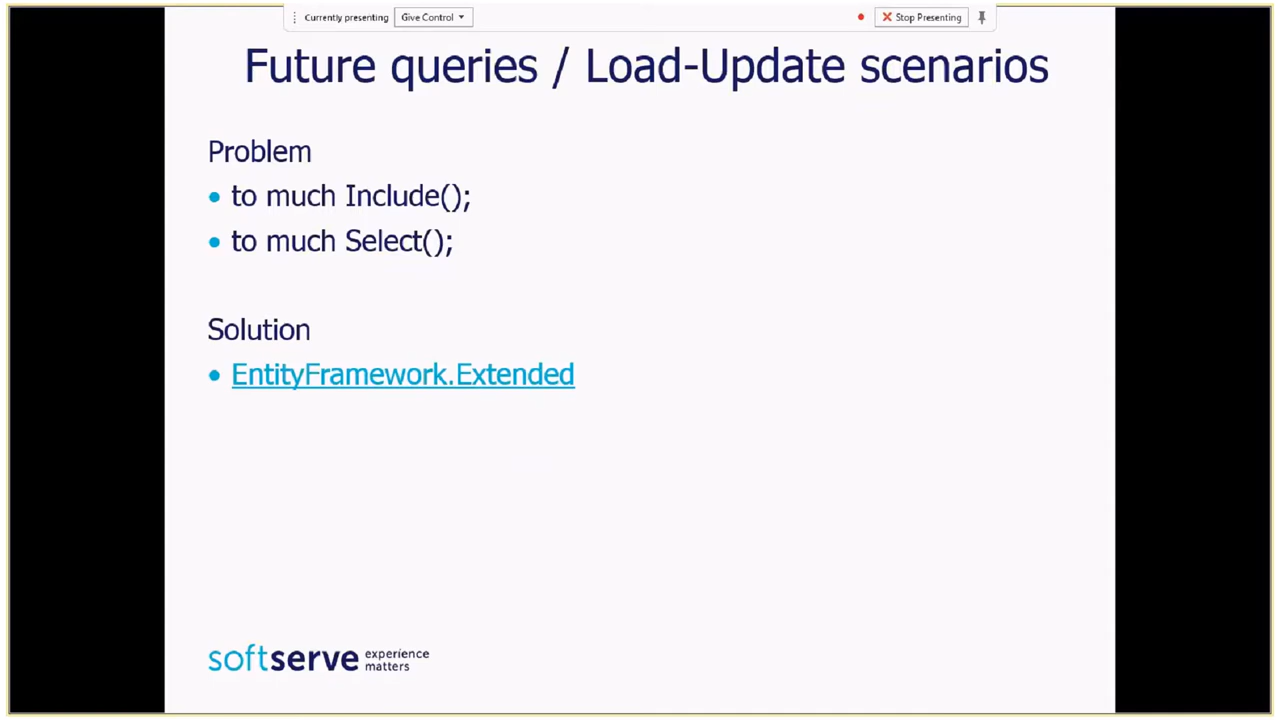 Currently presenting Give Control Stop Presenting
Future queries / Load-Update scenarios
Problem
to much Include();
to much Select();
Solution
EntityFramework.Extended
softserve experience
matters